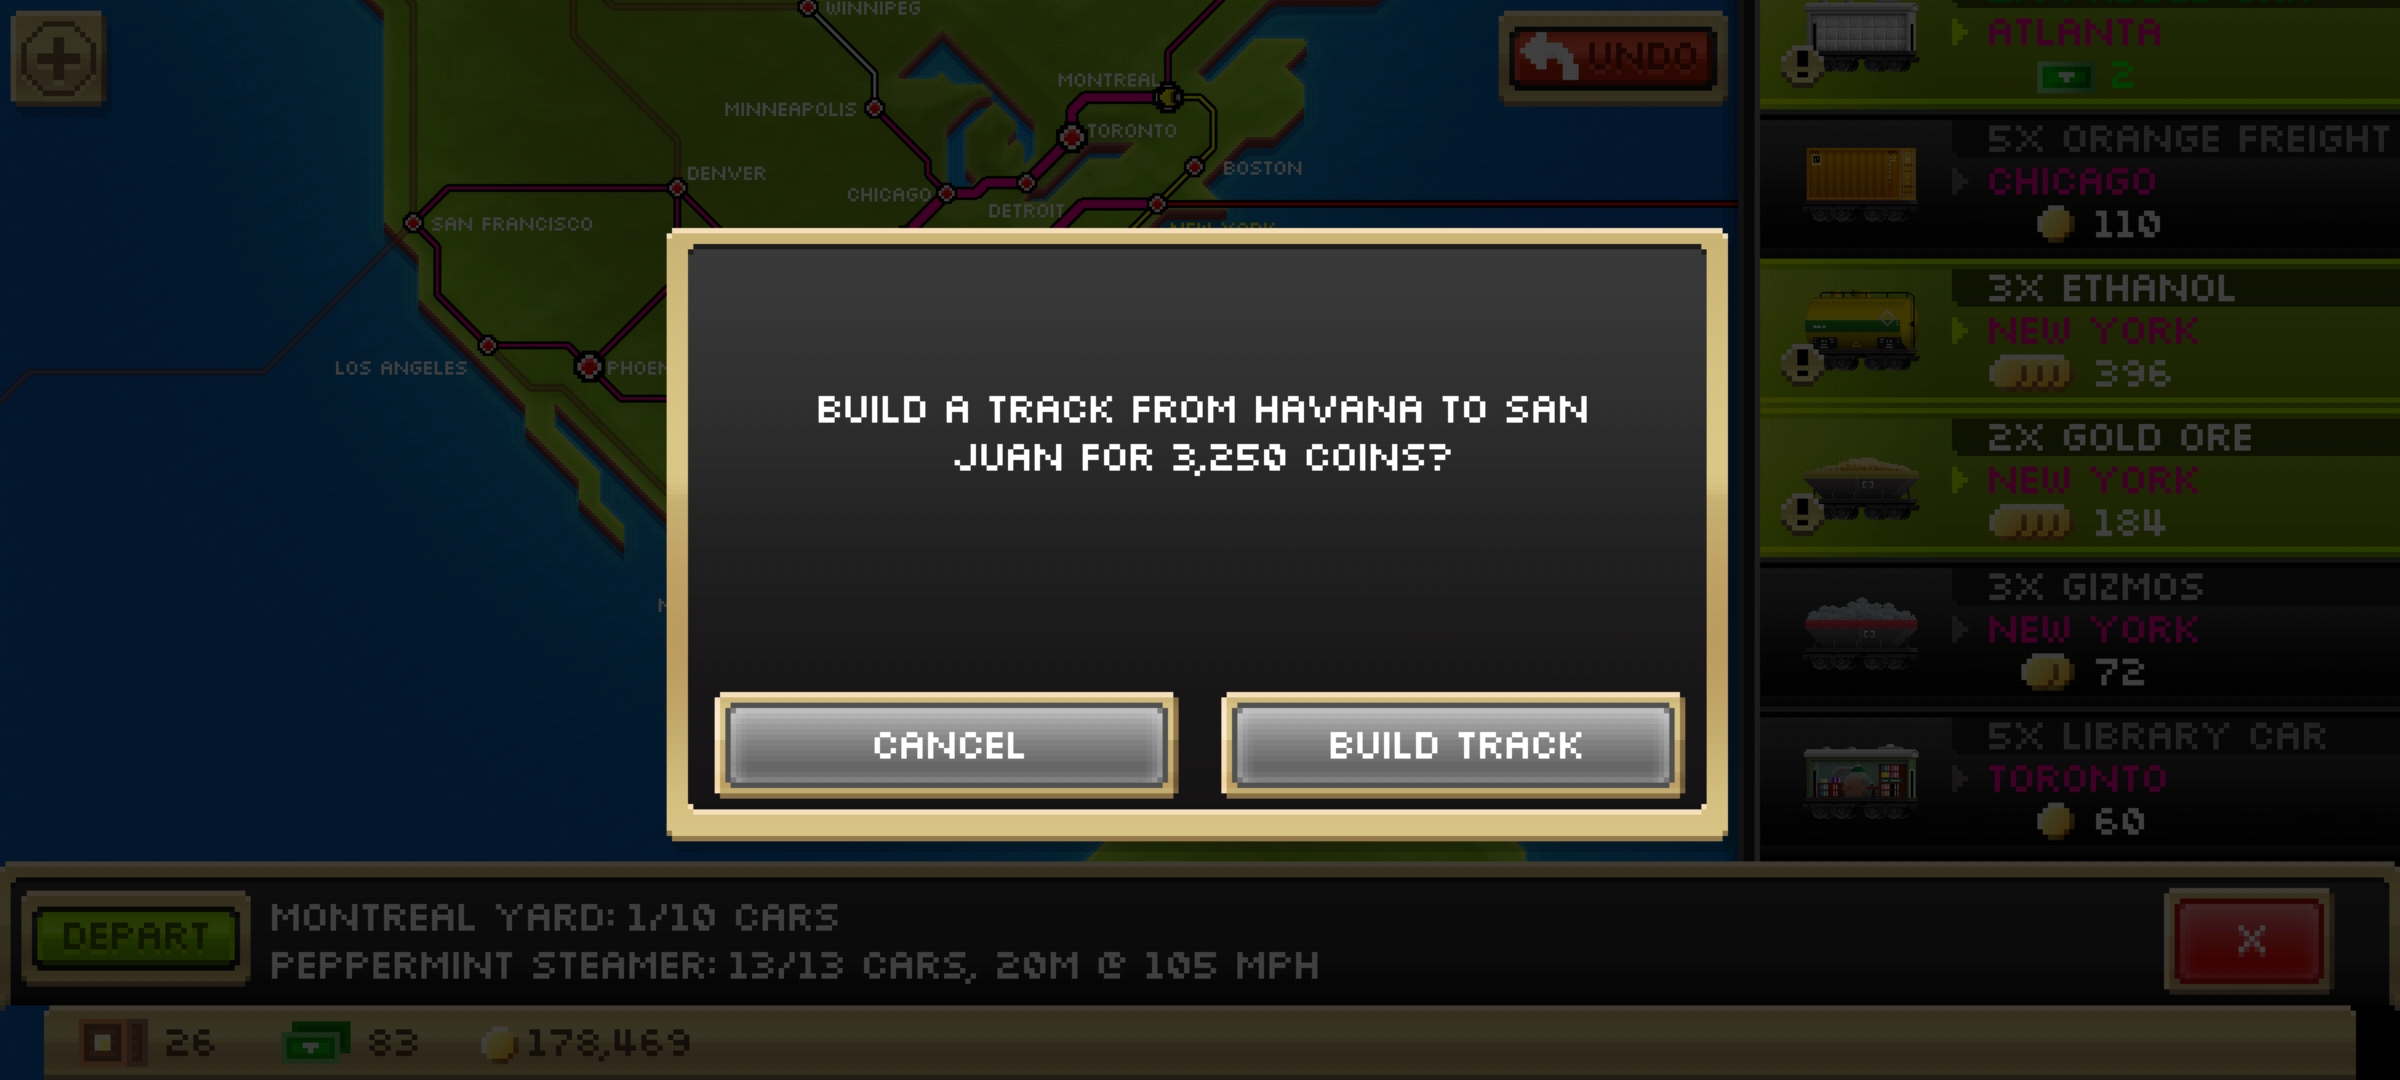 WINNIPEG
UNDO
ATLANTA
2
MONTREAL
MINNEAPOLIS
TORONTO
5X ORANGE FREIGHT
CHICAGO
110
DENVER
BOSTON
CHICAGO
DETROIT
SAN FRANCISCO
NEW YORK
3X ETHANOL
NEW YORK
396
LOS ANGELES
PHOEN
2X GOLD ORE
NEW YORK
184
BUILD A TRACK FROM HAVANA TO SAN
JUAN FOR 3,250 COINS?
3X GIZMOS
NEW YORK
72
CANCEL
BUILD TRACK
5X LIBRARY CAR
TORONTO
60
DEPART
MONTREAL YARD: 1/10 CARS
PEPPERMINT STEAMER: 13/13 CARS, 20M @ 105 MPH
X
26
83
178,469